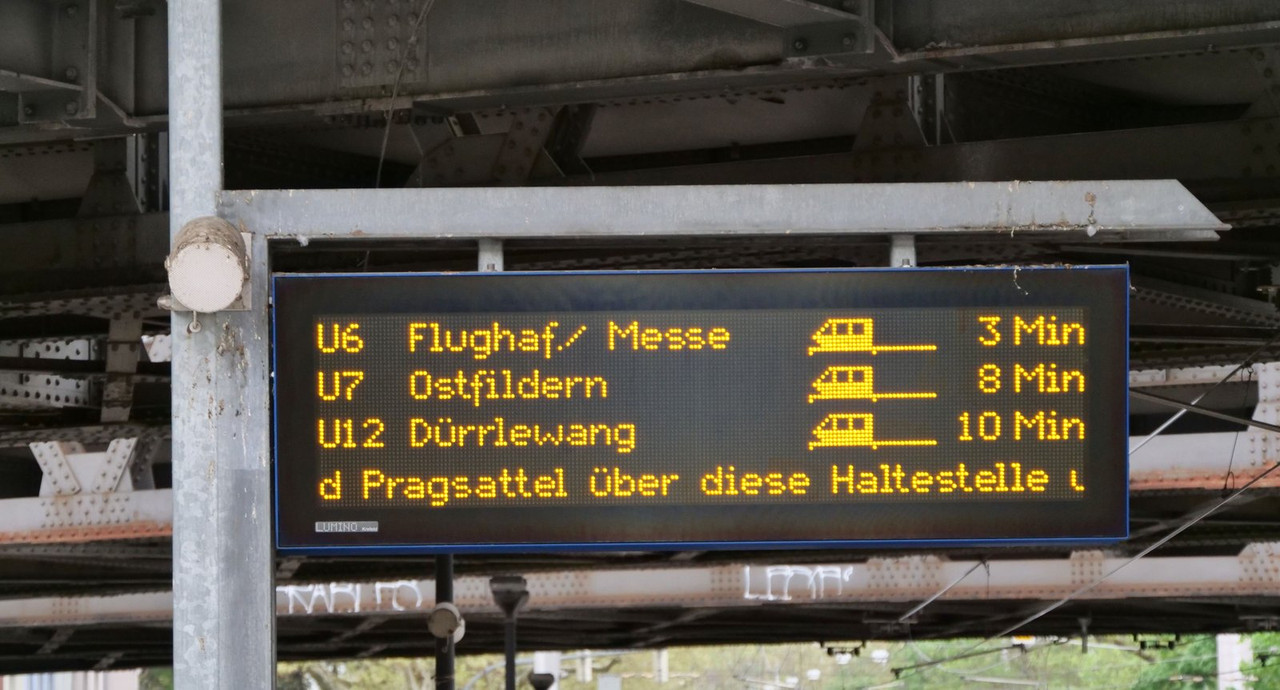 U6 Flughaf./ Messe 3 Min
U7 Ostfildern 8 Min
U12 Dürrlewang 10 Min
d Pragsattel über diese Haltestelle u
LUMINO